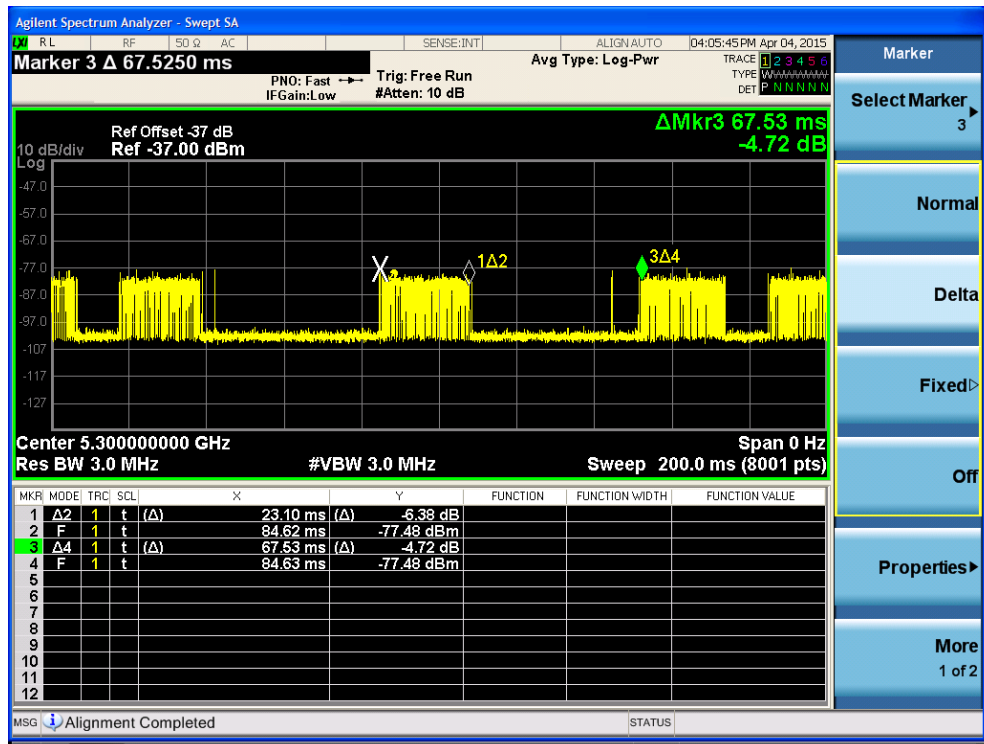 Agilent Spectrum Analyzer - Swept SA
LXI RL RF 50 Ω AC SENSE:INT ALIGN AUTO 04:05:45 PM Apr 04, 2015
Marker 3 Δ 67.5250 ms
PNO: Fast
IFGain:Low
Trig: Free Run
#Atten: 10 dB
Avg Type: Log-Pwr
TRACE 1 2 3 4 5 6
TYPE
DET P N N N N N
Ref Offset -37 dB
10 dB/div Ref -37.00 dBm
Log
ΔMkr3 67.53 ms
-4.72 dB
-47.0
-57.0
-67.0
-77.0
-87.0
-97.0
-107
-117
-127
X 2 1Δ2 3Δ4
Center 5.300000000 GHz Span 0 Hz
Res BW 3.0 MHz #VBW 3.0 MHz Sweep 200.0 ms (8001 pts)
MKR MODE TRC SCL X Y FUNCTION FUNCTION WIDTH FUNCTION VALUE
1 Δ2 1 t (Δ) 23.10 ms (Δ) -6.38 dB
2 F 1 t 84.62 ms -77.48 dBm
3 Δ4 1 t (Δ) 67.53 ms (Δ) -4.72 dB
4 F 1 t 84.63 ms -77.48 dBm
5
6
7
8
9
10
11
12
MSG Alignment Completed STATUS
Marker
Select Marker
3
Normal
Delta
Fixed
Off
Properties
More
1 of 2